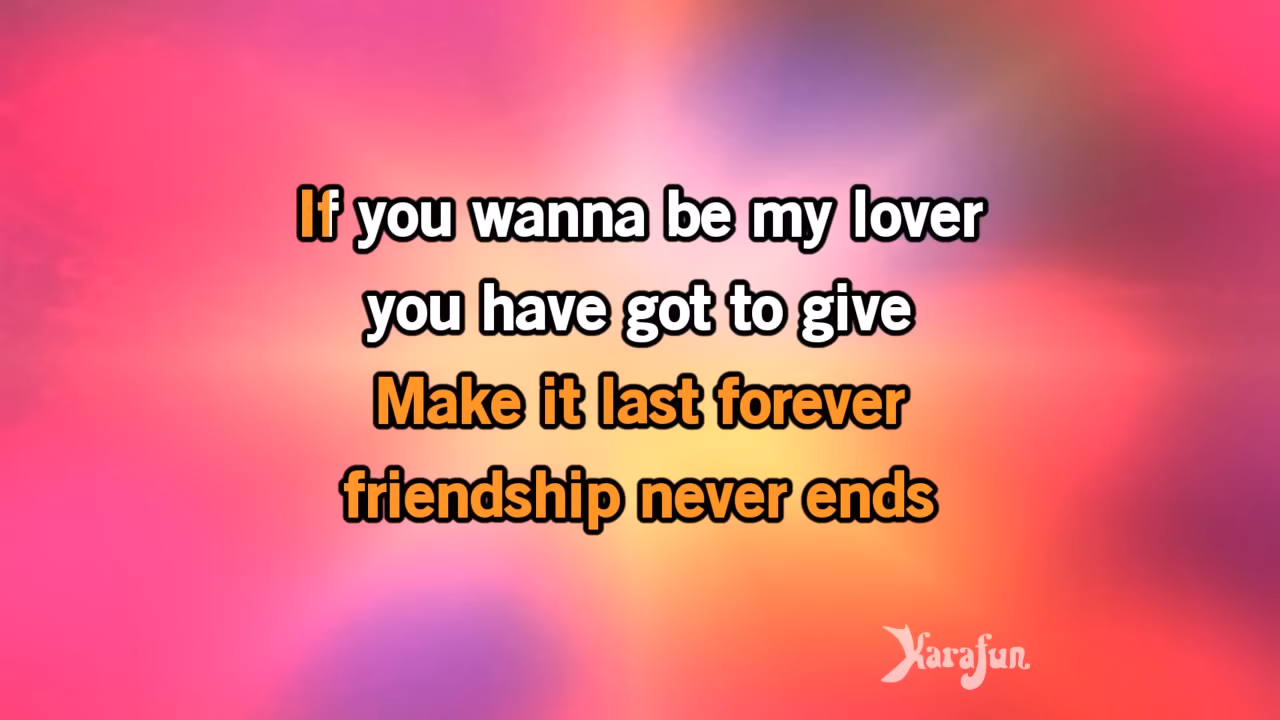 If you wanna be my lover
you have got to give
Make it last forever
friendship never ends
Karafun